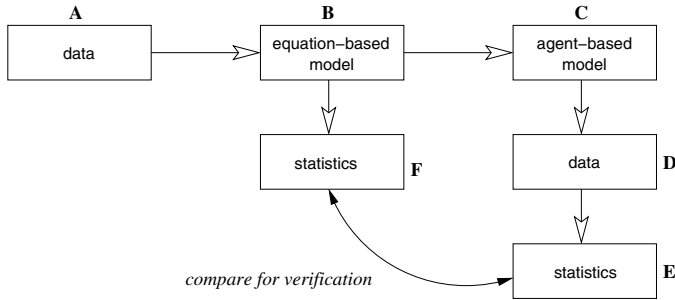 A
B
C
data
equation−based
model
agent−based
model
statistics
F
data
D
compare for verification
statistics
E